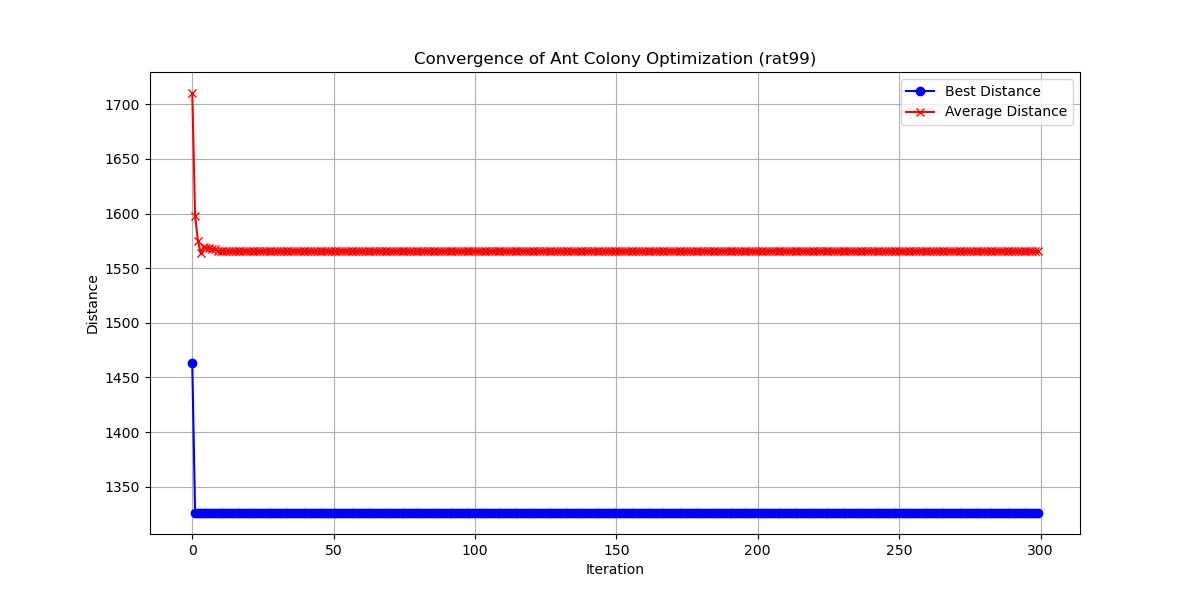 Convergence of Ant Colony Optimization (rat99)
Best Distance
Average Distance
1700
1650
1600
1550
1500
1450
1400
1350
Distance
0 50 100 150 200 250 300
Iteration